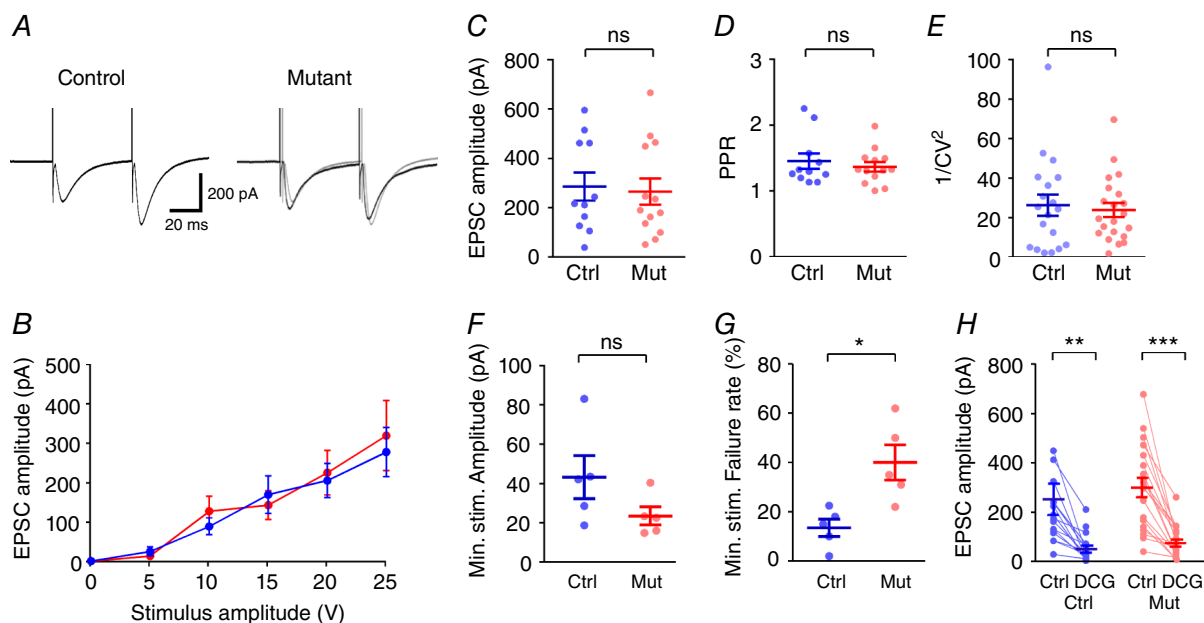 A
Control
Mutant
200 pA
20 ms
B
EPSC amplitude (pA)
500
400
300
200
100
0
0 5 10 15 20 25
Stimulus amplitude (V)
C
ns
EPSC amplitude (pA)
800
600
400
200
0
Ctrl Mut
D
ns
PPR
3
2
1
0
Ctrl Mut
E
ns
1/CV²
100
80
60
40
20
0
Ctrl Mut
F
ns
Min. stim. Amplitude (pA)
100
80
60
40
20
0
Ctrl Mut
G
*
Min. stim. Failure rate (%)
80
60
40
20
0
Ctrl Mut
H
** ***
EPSC amplitude (pA)
800
600
400
200
0
Ctrl DCG Ctrl DCG
Ctrl Mut